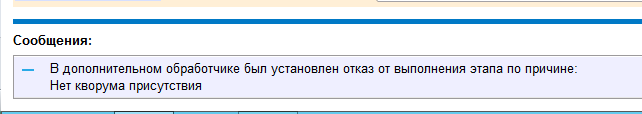 Сообщения:
В дополнительном обработчике был установлен отказ от выполнения этапа по причине:
Нет кворума присутствия